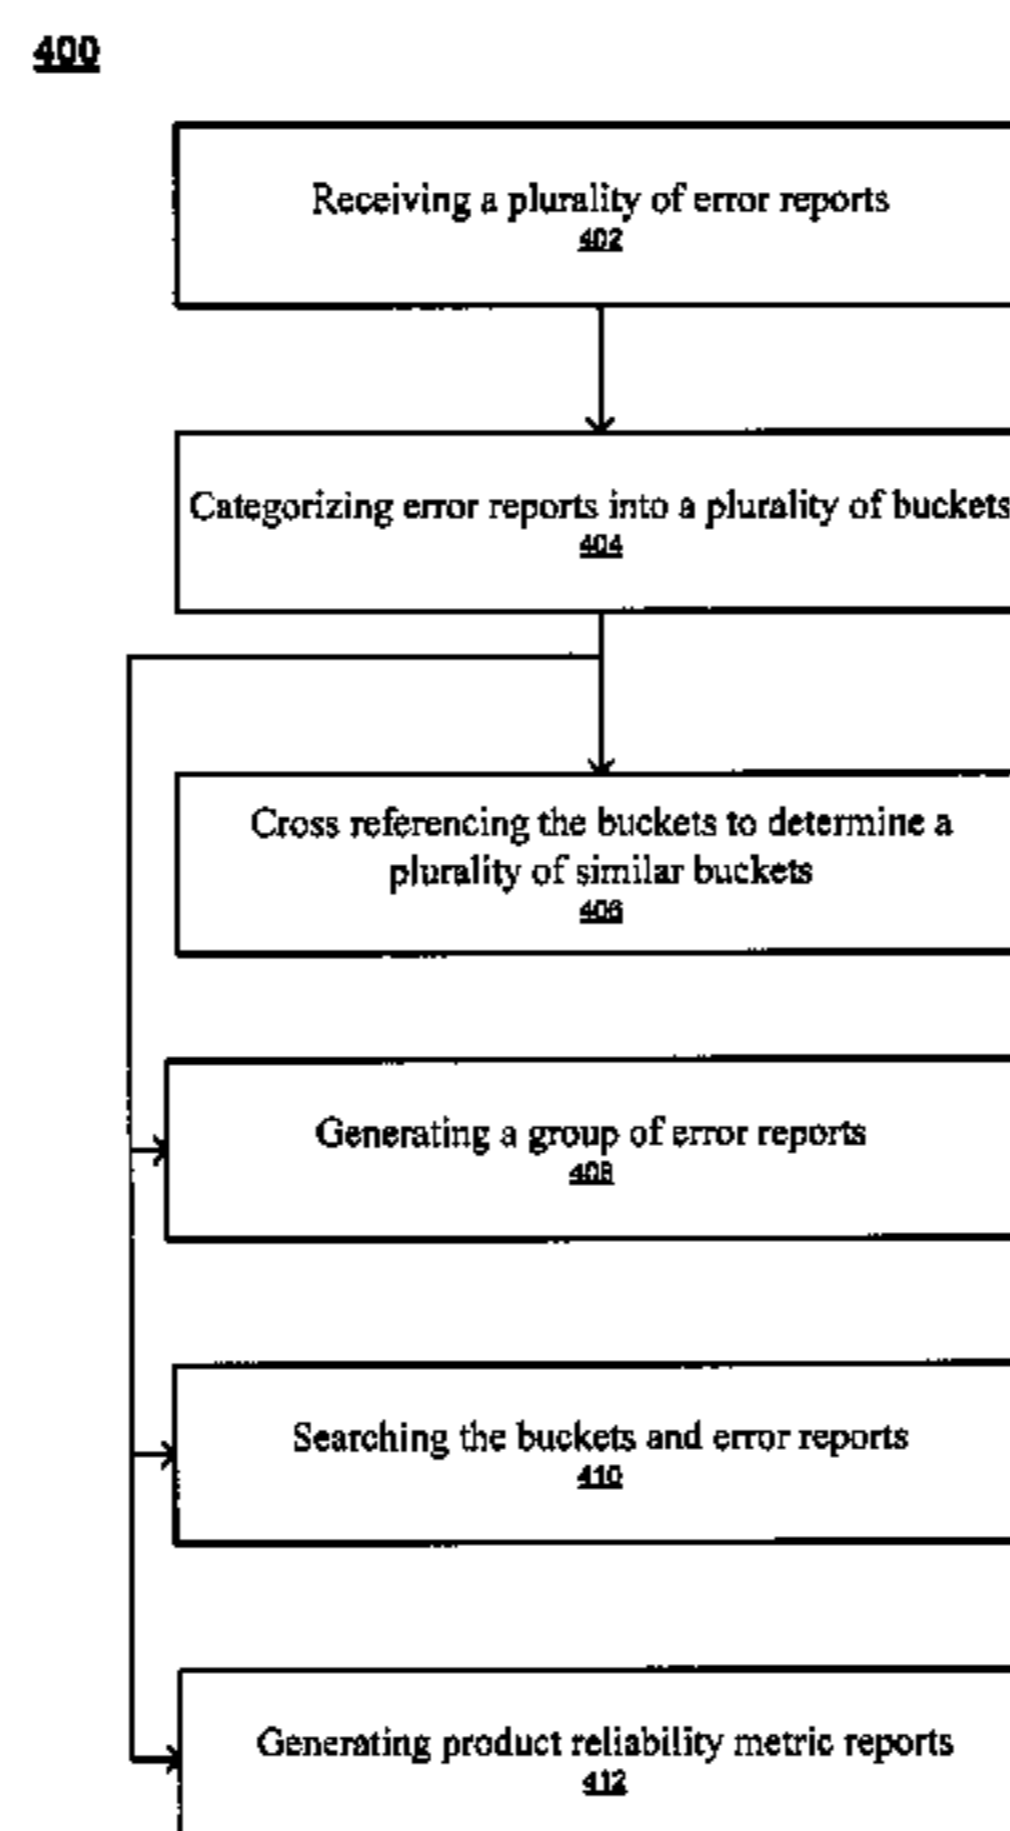 400
Receiving a plurality of error reports
402
Categorizing error reports into a plurality of buckets
404
Cross referencing the buckets to determine a
plurality of similar buckets
406
Generating a group of error reports
408
Searching the buckets and error reports
410
Generating product reliability metric reports
412